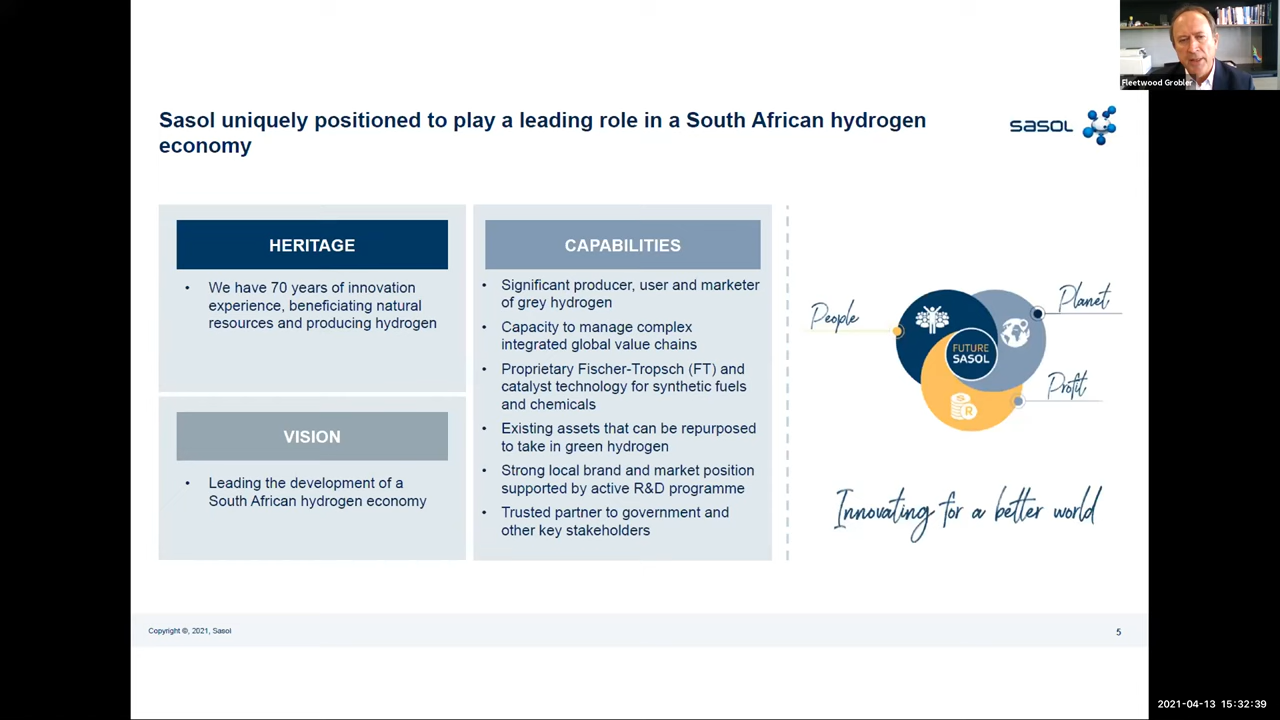 Fleetwood Grobler
Sasol uniquely positioned to play a leading role in a South African hydrogen
economy
sasol
HERITAGE
• We have 70 years of innovation
experience, beneficiating natural
resources and producing hydrogen
VISION
• Leading the development of a
South African hydrogen economy
CAPABILITIES
• Significant producer, user and marketer
of grey hydrogen
• Capacity to manage complex
integrated global value chains
• Proprietary Fischer-Tropsch (FT) and
catalyst technology for synthetic fuels
and chemicals
• Existing assets that can be repurposed
to take in green hydrogen
• Strong local brand and market position
supported by active R&D programme
• Trusted partner to government and
other key stakeholders
People
Planet
FUTURE
SASOL
Profit
R
Innovating for a better world
Copyright ©, 2021, Sasol
5
2021-04-13 15:32:39